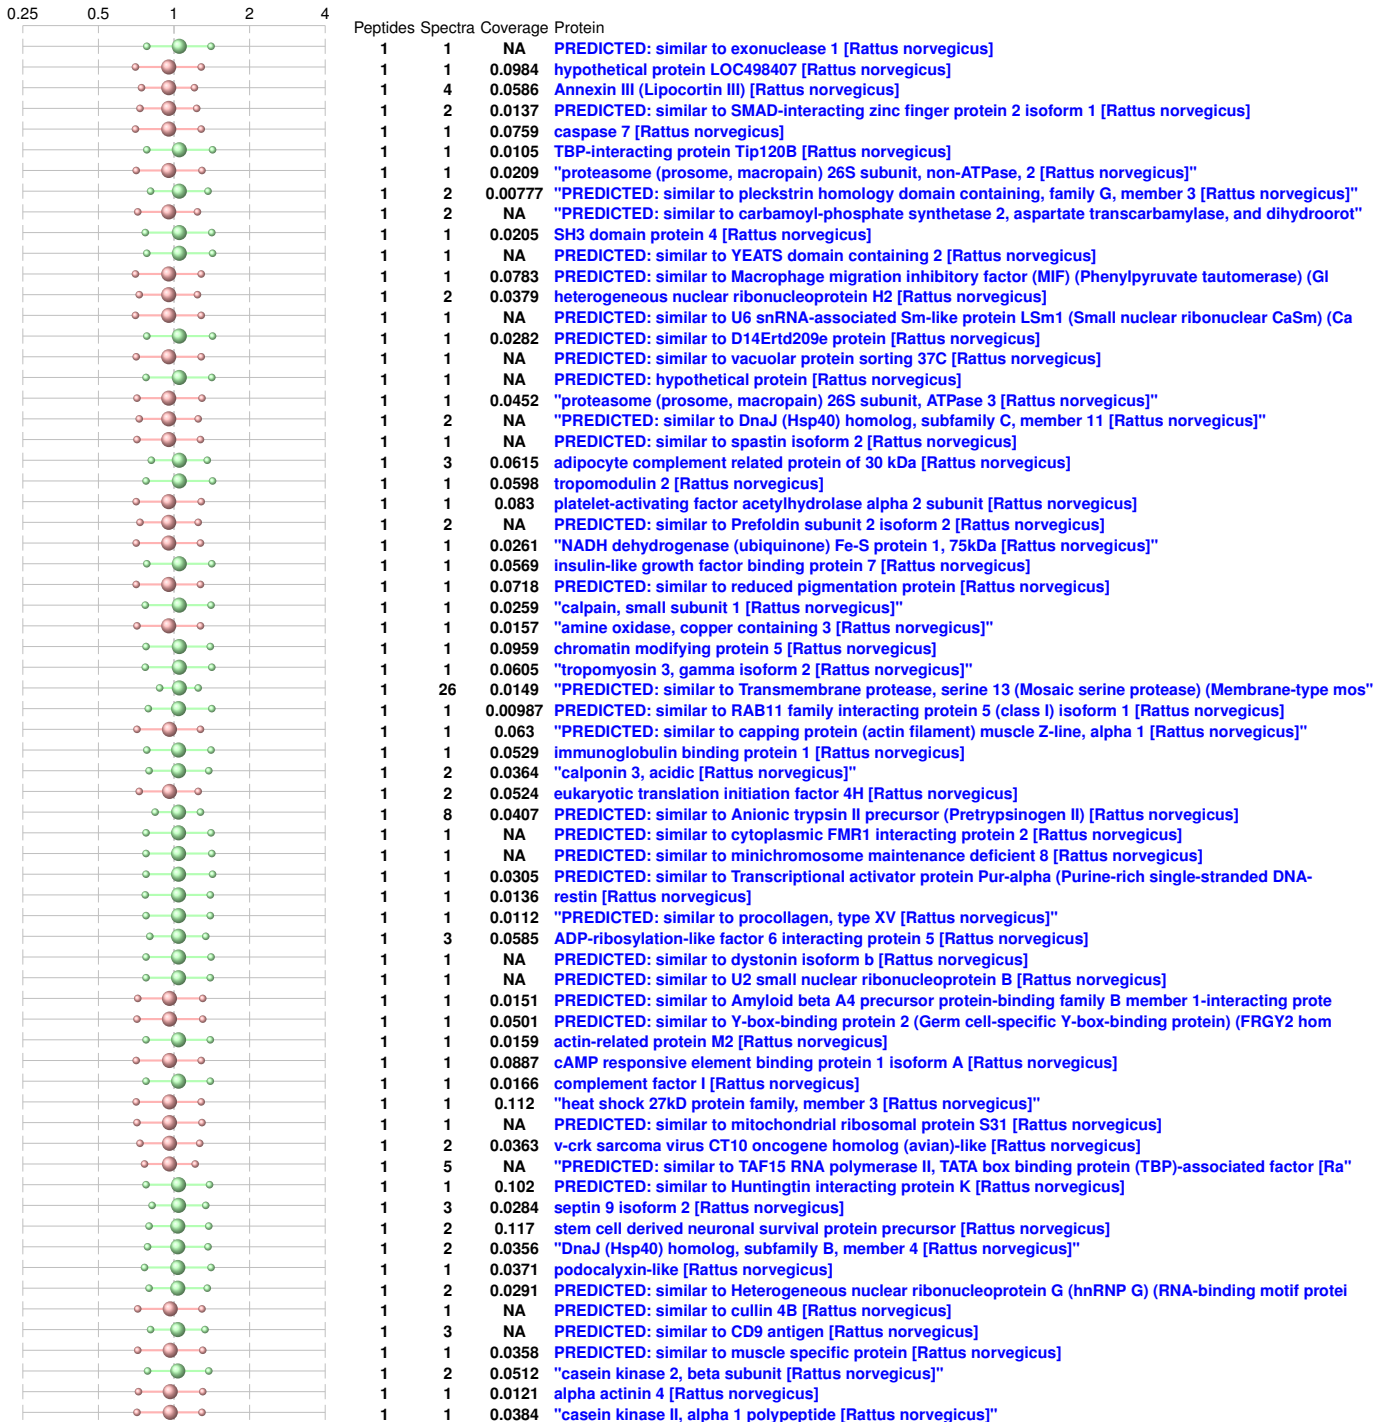 0.25 0.5 1 2 4
Peptides Spectra Coverage Protein
1 1 NA PREDICTED: similar to exonuclease 1 [Rattus norvegicus]
1 1 0.0984 hypothetical protein LOC498407 [Rattus norvegicus]
1 4 0.0586 Annexin III (Lipocortin III) [Rattus norvegicus]
1 2 0.0137 PREDICTED: similar to SMAD-interacting zinc finger protein 2 isoform 1 [Rattus norvegicus]
1 1 0.0759 caspase 7 [Rattus norvegicus]
1 1 0.0105 TBP-interacting protein Tip120B [Rattus norvegicus]
1 1 0.0209 "proteasome (prosome, macropain) 26S subunit, non-ATPase, 2 [Rattus norvegicus]"
1 2 0.00777 "PREDICTED: similar to pleckstrin homology domain containing, family G, member 3 [Rattus norvegicus]"
1 2 NA "PREDICTED: similar to carbamoyl-phosphate synthetase 2, aspartate transcarbamylase, and dihydroorot"
1 1 0.0205 SH3 domain protein 4 [Rattus norvegicus]
1 1 NA PREDICTED: similar to YEATS domain containing 2 [Rattus norvegicus]
1 1 0.0783 PREDICTED: similar to Macrophage migration inhibitory factor (MIF) (Phenylpyruvate tautomerase) (Gl
1 2 0.0379 heterogeneous nuclear ribonucleoprotein H2 [Rattus norvegicus]
1 1 NA PREDICTED: similar to U6 snRNA-associated Sm-like protein LSm1 (Small nuclear ribonuclear CaSm) (Ca
1 1 0.0282 PREDICTED: similar to D14Ertd209e protein [Rattus norvegicus]
1 1 NA PREDICTED: similar to vacuolar protein sorting 37C [Rattus norvegicus]
1 1 NA PREDICTED: hypothetical protein [Rattus norvegicus]
1 1 0.0452 "proteasome (prosome, macropain) 26S subunit, ATPase 3 [Rattus norvegicus]"
1 2 NA "PREDICTED: similar to DnaJ (Hsp40) homolog, subfamily C, member 11 [Rattus norvegicus]"
1 1 NA PREDICTED: similar to spastin isoform 2 [Rattus norvegicus]
1 3 0.0615 adipocyte complement related protein of 30 kDa [Rattus norvegicus]
1 1 0.0598 tropomodulin 2 [Rattus norvegicus]
1 1 0.083 platelet-activating factor acetylhydrolase alpha 2 subunit [Rattus norvegicus]
1 2 NA PREDICTED: similar to Prefoldin subunit 2 isoform 2 [Rattus norvegicus]
1 1 0.0261 "NADH dehydrogenase (ubiquinone) Fe-S protein 1, 75kDa [Rattus norvegicus]"
1 1 0.0569 insulin-like growth factor binding protein 7 [Rattus norvegicus]
1 1 0.0718 PREDICTED: similar to reduced pigmentation protein [Rattus norvegicus]
1 1 0.0259 "calpain, small subunit 1 [Rattus norvegicus]"
1 1 0.0157 "amine oxidase, copper containing 3 [Rattus norvegicus]"
1 1 0.0959 chromatin modifying protein 5 [Rattus norvegicus]
1 1 0.0605 "tropomyosin 3, gamma isoform 2 [Rattus norvegicus]"
1 26 0.0149 "PREDICTED: similar to Transmembrane protease, serine 13 (Mosaic serine protease) (Membrane-type mos"
1 1 0.00987 PREDICTED: similar to RAB11 family interacting protein 5 (class I) isoform 1 [Rattus norvegicus]
1 1 0.063 "PREDICTED: similar to capping protein (actin filament) muscle Z-line, alpha 1 [Rattus norvegicus]"
1 1 0.0529 immunoglobulin binding protein 1 [Rattus norvegicus]
1 2 0.0364 "calponin 3, acidic [Rattus norvegicus]"
1 2 0.0524 eukaryotic translation initiation factor 4H [Rattus norvegicus]
1 8 0.0407 PREDICTED: similar to Anionic trypsin II precursor (Pretrypsinogen II) [Rattus norvegicus]
1 1 NA PREDICTED: similar to cytoplasmic FMR1 interacting protein 2 [Rattus norvegicus]
1 1 NA PREDICTED: similar to minichromosome maintenance deficient 8 [Rattus norvegicus]
1 1 0.0305 PREDICTED: similar to Transcriptional activator protein Pur-alpha (Purine-rich single-stranded DNA-
1 1 0.0136 restin [Rattus norvegicus]
1 1 0.0112 "PREDICTED: similar to procollagen, type XV [Rattus norvegicus]"
1 3 0.0585 ADP-ribosylation-like factor 6 interacting protein 5 [Rattus norvegicus]
1 1 NA PREDICTED: similar to dystonin isoform b [Rattus norvegicus]
1 1 NA PREDICTED: similar to U2 small nuclear ribonucleoprotein B [Rattus norvegicus]
1 1 0.0151 PREDICTED: similar to Amyloid beta A4 precursor protein-binding family B member 1-interacting prote
1 1 0.0501 PREDICTED: similar to Y-box-binding protein 2 (Germ cell-specific Y-box-binding protein) (FRGY2 hom
1 1 0.0159 actin-related protein M2 [Rattus norvegicus]
1 1 0.0887 cAMP responsive element binding protein 1 isoform A [Rattus norvegicus]
1 1 0.0166 complement factor I [Rattus norvegicus]
1 1 0.112 "heat shock 27kD protein family, member 3 [Rattus norvegicus]"
1 1 NA PREDICTED: similar to mitochondrial ribosomal protein S31 [Rattus norvegicus]
1 2 0.0363 v-crk sarcoma virus CT10 oncogene homolog (avian)-like [Rattus norvegicus]
1 5 NA "PREDICTED: similar to TAF15 RNA polymerase II, TATA box binding protein (TBP)-associated factor [Ra"
1 1 0.102 PREDICTED: similar to Huntingtin interacting protein K [Rattus norvegicus]
1 3 0.0284 septin 9 isoform 2 [Rattus norvegicus]
1 2 0.117 stem cell derived neuronal survival protein precursor [Rattus norvegicus]
1 2 0.0356 "DnaJ (Hsp40) homolog, subfamily B, member 4 [Rattus norvegicus]"
1 1 0.0371 podocalyxin-like [Rattus norvegicus]
1 2 0.0291 PREDICTED: similar to Heterogeneous nuclear ribonucleoprotein G (hnRNP G) (RNA-binding motif protei
1 1 NA PREDICTED: similar to cullin 4B [Rattus norvegicus]
1 3 NA PREDICTED: similar to CD9 antigen [Rattus norvegicus]
1 1 0.0358 PREDICTED: similar to muscle specific protein [Rattus norvegicus]
1 2 0.0512 "casein kinase 2, beta subunit [Rattus norvegicus]"
1 1 0.0121 alpha actinin 4 [Rattus norvegicus]
1 1 0.0384 "casein kinase II, alpha 1 polypeptide [Rattus norvegicus]"